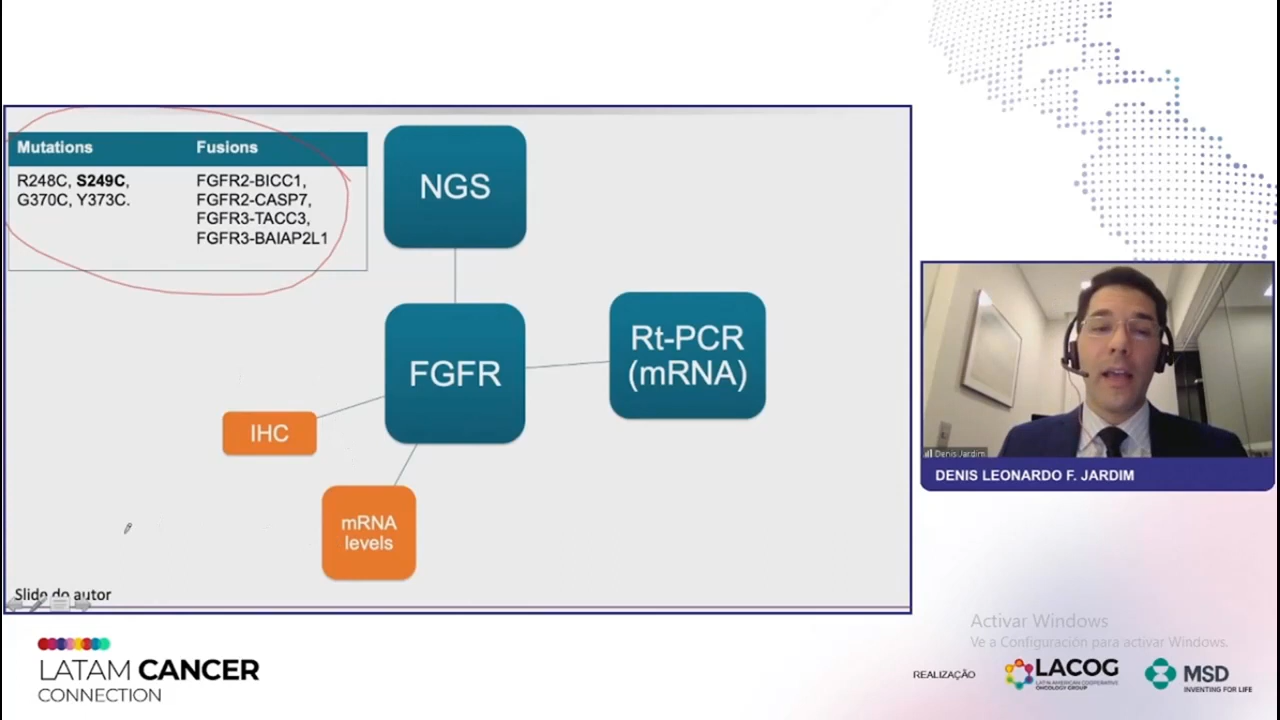 Mutations Fusions
R248C, S249C, FGFR2-BICC1,
G370C, Y373C. FGFR2-CASP7,
FGFR3-TACC3,
FGFR3-BAIAP2L1
NGS
FGFR
Rt-PCR
(mRNA)
IHC
mRNA
levels
Slide do autor
Denis Jardim
DENIS LEONARDO F. JARDIM
Activar Windows
Ve a Configuración para activar Windows.
LATAM CANCER
CONNECTION
REALIZAÇÃO
LACOG
LATIN AMERICAN COOPERATIVE
ONCOLOGY GROUP
MSD
INVENTING FOR LIFE